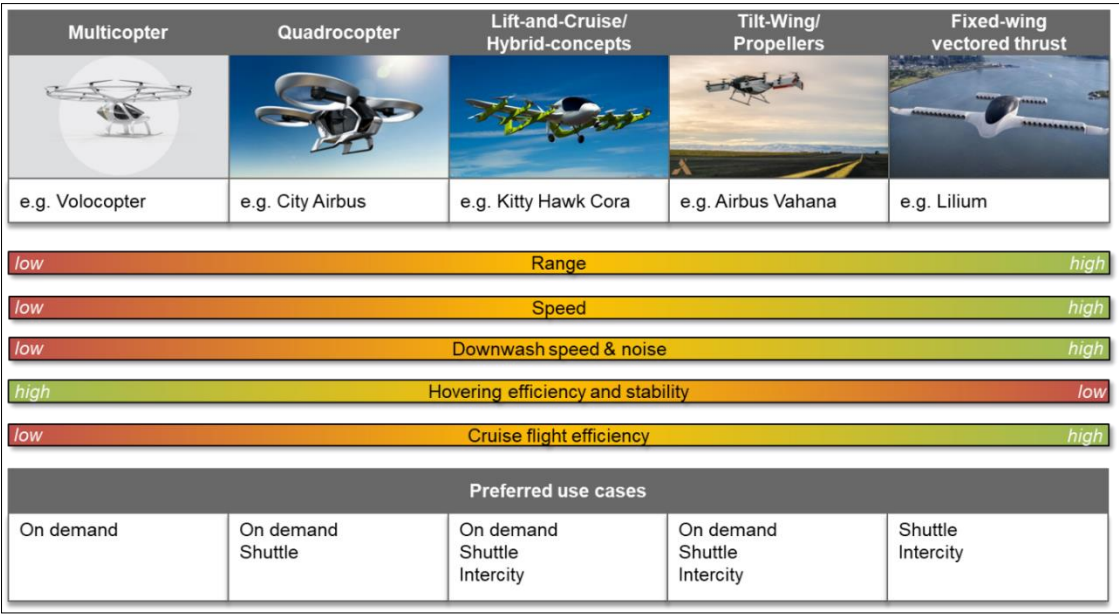 Multicopter
Quadrocopter
Lift-and-Cruise/
Hybrid-concepts
Tilt-Wing/
Propellers
Fixed-wing
vectored thrust
e.g. Volocopter
e.g. City Airbus
e.g. Kitty Hawk Cora
e.g. Airbus Vahana
e.g. Lilium
low Range high
low Speed high
low Downwash speed & noise high
high Hovering efficiency and stability low
low Cruise flight efficiency high
Preferred use cases
On demand
On demand
Shuttle
On demand
Shuttle
Intercity
On demand
Shuttle
Intercity
Shuttle
Intercity